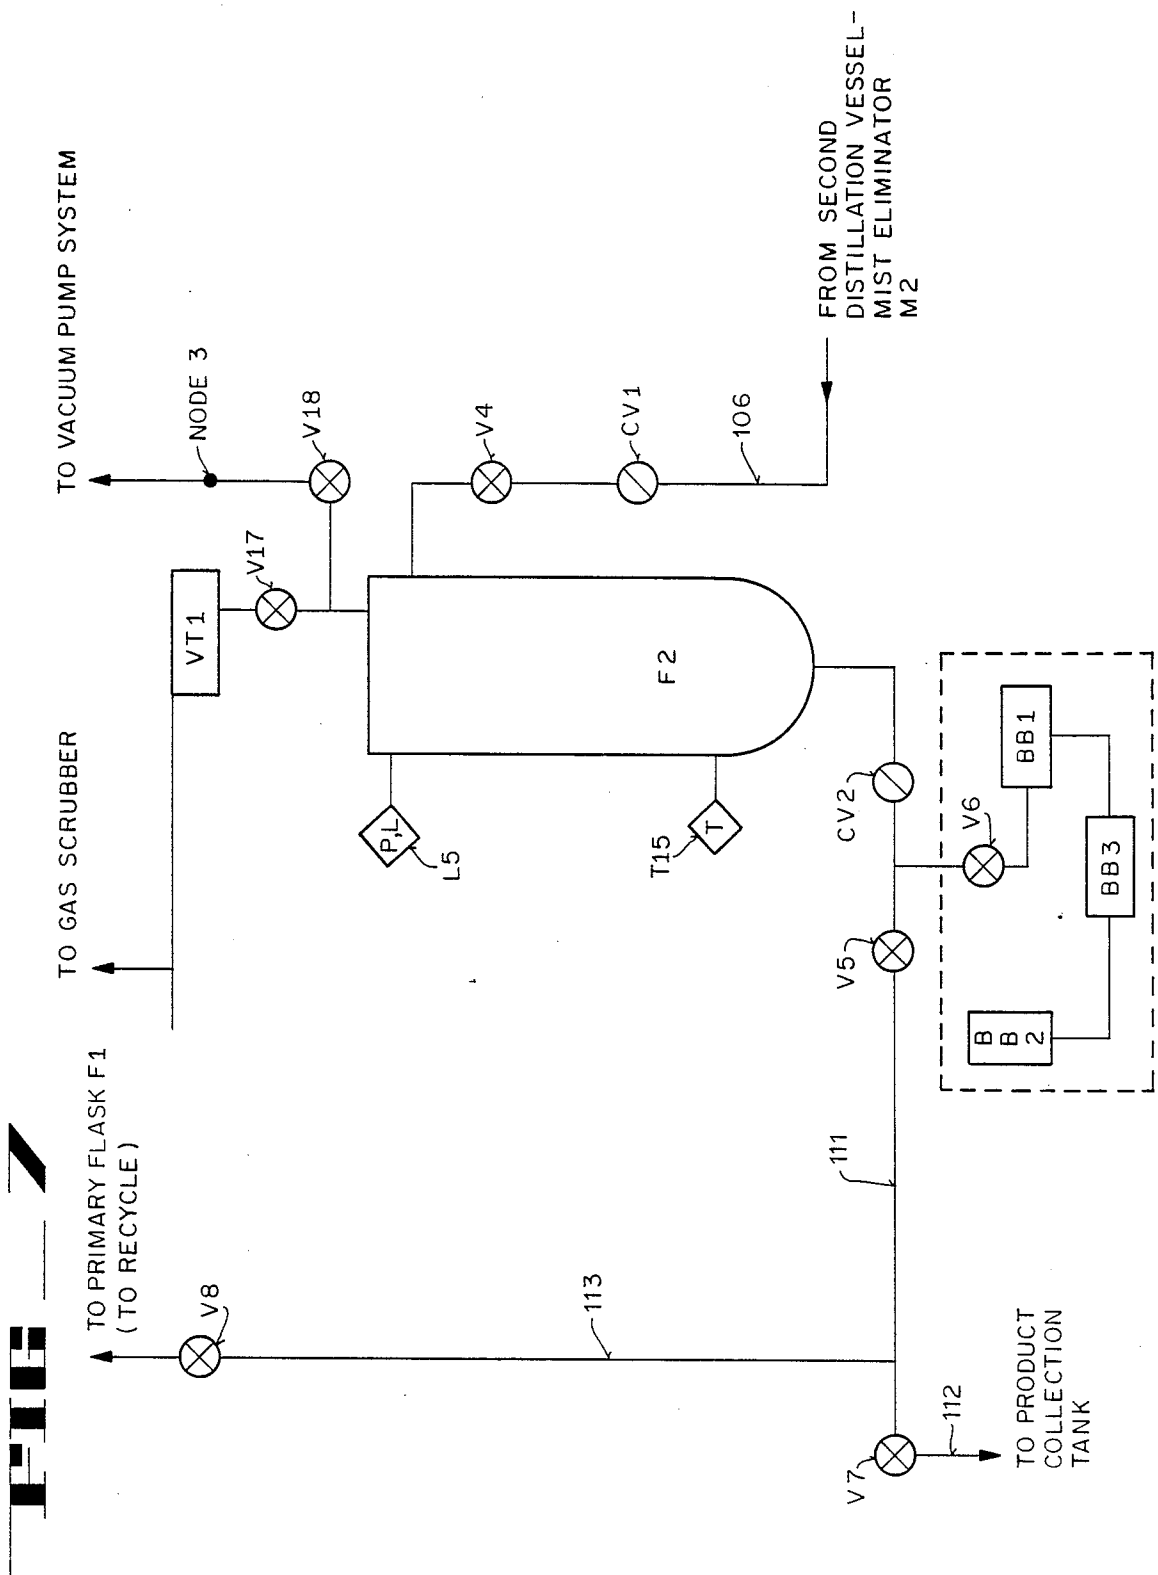 FIG 7
TO PRIMARY FLASK F1
(TO RECYCLE)
TO GAS SCRUBBER
TO VACUUM PUMP SYSTEM
NODE 3
V8
VT1
V17
V18
P,L
L5
V4
CV1
106
F2
T
T15
113
FROM SECOND
DISTILLATION VESSEL-
MIST ELIMINATOR
M2
111
V5
CV2
V7
112
V6
BB1
B
B
2
BB3
TO PRODUCT
COLLECTION
TANK